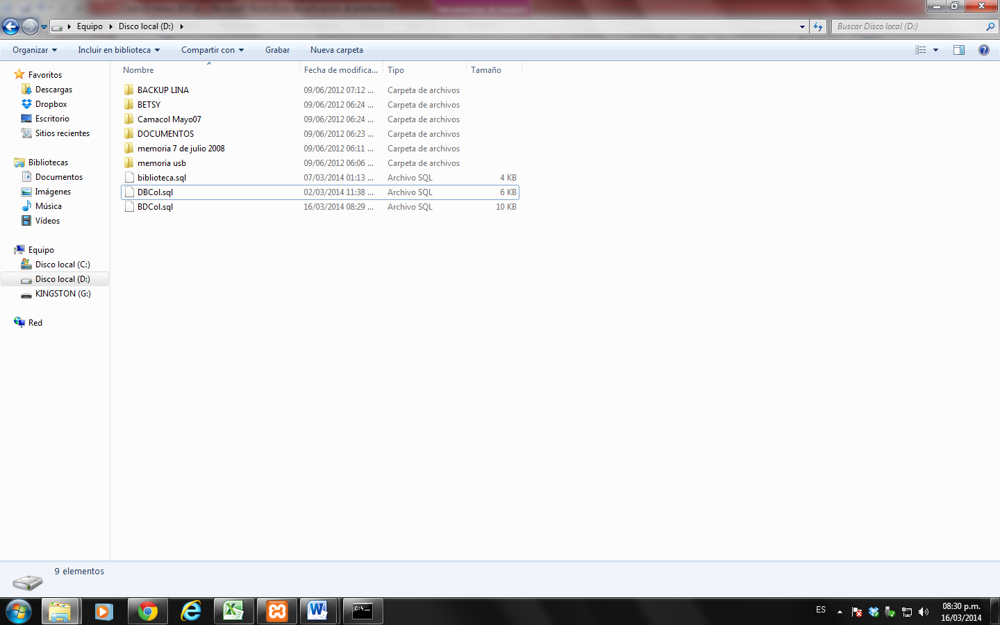 Equipo Disco local (D:)
Buscar Disco local (D:)
Organizar Incluir en biblioteca Compartir con Grabar Nueva carpeta
Nombre Fecha de modifica... Tipo Tamaño
BACKUP LINA 09/06/2012 07:12 ... Carpeta de archivos
BETSY 09/06/2012 06:24 ... Carpeta de archivos
Camacol Mayo07 09/06/2012 06:24 ... Carpeta de archivos
DOCUMENTOS 09/06/2012 06:23 ... Carpeta de archivos
memoria 7 de julio 2008 09/06/2012 06:11 ... Carpeta de archivos
memoria usb 09/06/2012 06:06 ... Carpeta de archivos
biblioteca.sql 07/03/2014 01:13 ... Archivo SQL 4 KB
DBCol.sql 02/03/2014 11:38 ... Archivo SQL 6 KB
BDCol.sql 16/03/2014 08:29 ... Archivo SQL 10 KB
Favoritos
Descargas
Dropbox
Escritorio
Sitios recientes
Bibliotecas
Documentos
Imágenes
Música
Vídeos
Equipo
Disco local (C:)
Disco local (D:)
KINGSTON (G:)
Red
9 elementos
C:\
ES
08:30 p.m.
16/03/2014